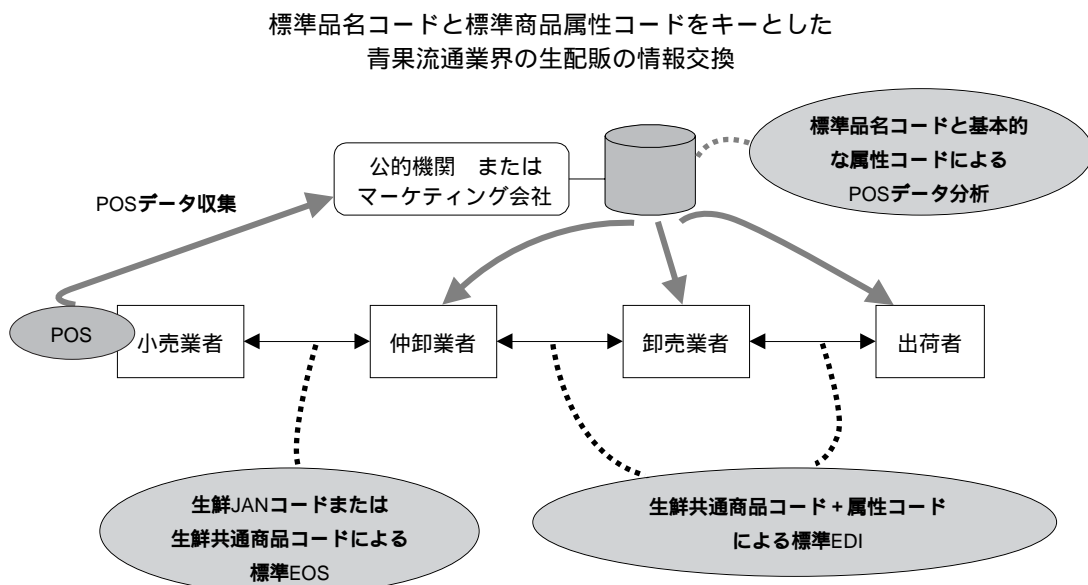 標準品名コードと標準商品属性コードをキーとした
青果流通業界の生配販の情報交換
標準品名コードと基本的
な属性コードによる
POSデータ分析
公的機関　または
マーケティング会社
POSデータ収集
POS
小売業者
仲卸業者
卸売業者
出荷者
生鮮JANコードまたは
生鮮共通商品コードによる
標準EOS
生鮮共通商品コード+属性コード
による標準EDI